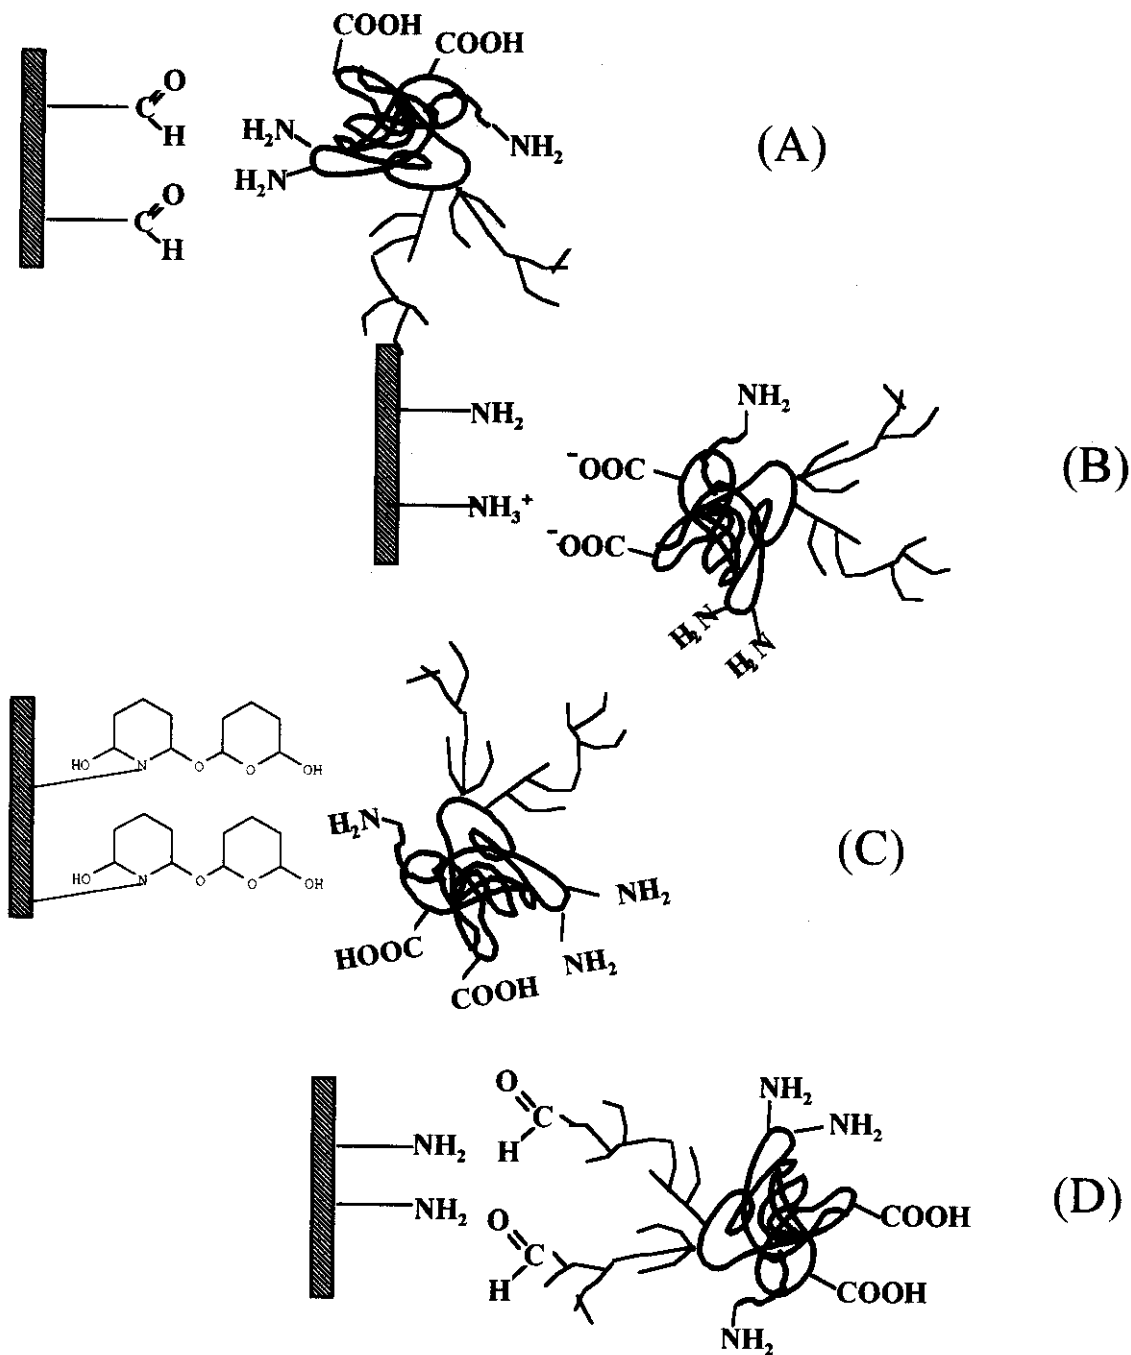 COOH
COOH
O
C
H
H₂N
NH₂
(A)
H₂N
O
C
H
NH₂
NH₂
⁻OOC
(B)
NH₃⁺
⁻OOC
H₂N
H₂N
HO
N
O
O
OH
H₂N
(C)
HO
N
O
O
OH
NH₂
HOOC
NH₂
COOH
O
C
H
NH₂
NH₂
NH₂
NH₂
O
C
H
COOH
(D)
COOH
NH₂